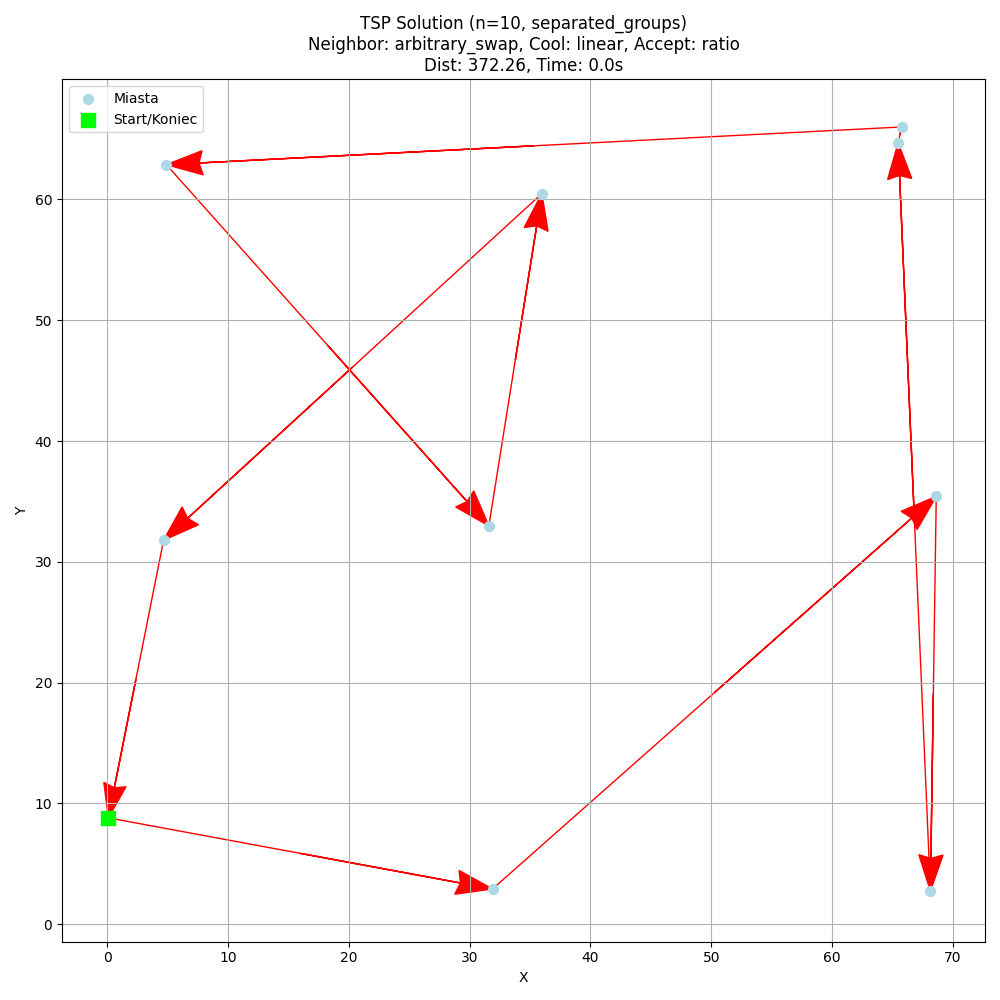 TSP Solution (n=10, separated_groups)
Neighbor: arbitrary_swap, Cool: linear, Accept: ratio
Dist: 372.26, Time: 0.0s
Miasta
Start/Koniec
60
50
40
30
20
10
0
Y
0 10 20 30 40 50 60 70
X